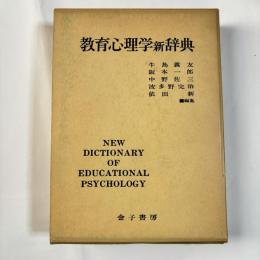 教育心理学新辞典
牛島義友
阪本一郎
中野佐三
波多野完治
依田新
編集
NEW
DICTIONARY
OF
EDUCATIONAL
PSYCHOLOGY
金子書房